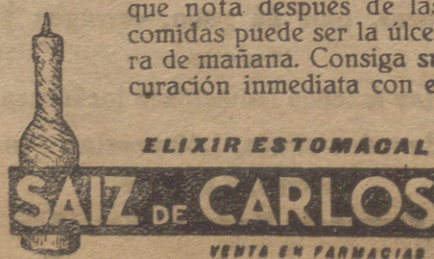 que nota después de las
comidas puede ser la úlce-
ra de mañana. Consiga su
curación inmediata con e
ELIXIR ESTOMACAL
SAIZ DE CARLOS
VENTA EN FARMACIAS